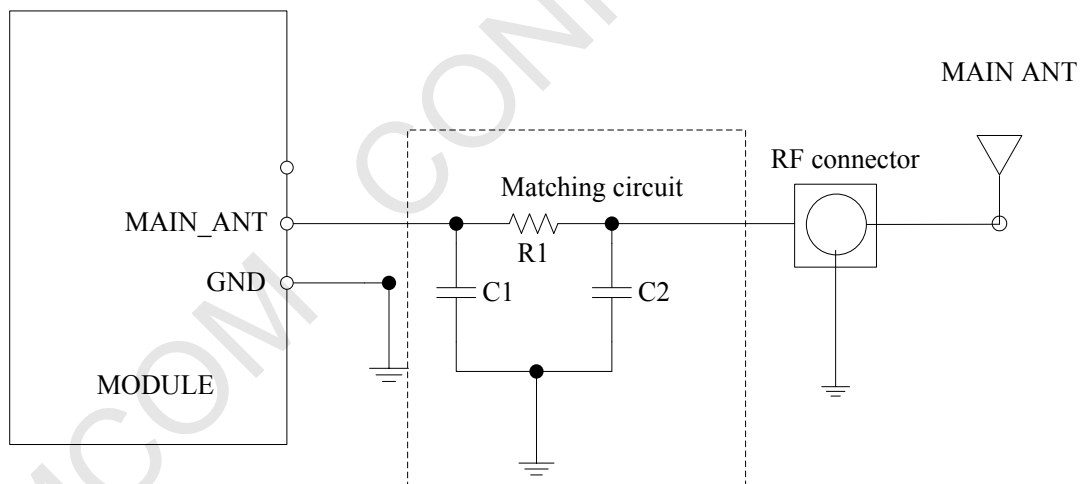 MAIN ANT
RF connector
Matching circuit
MAIN_ANT
R1
GND
C1
C2
MODULE